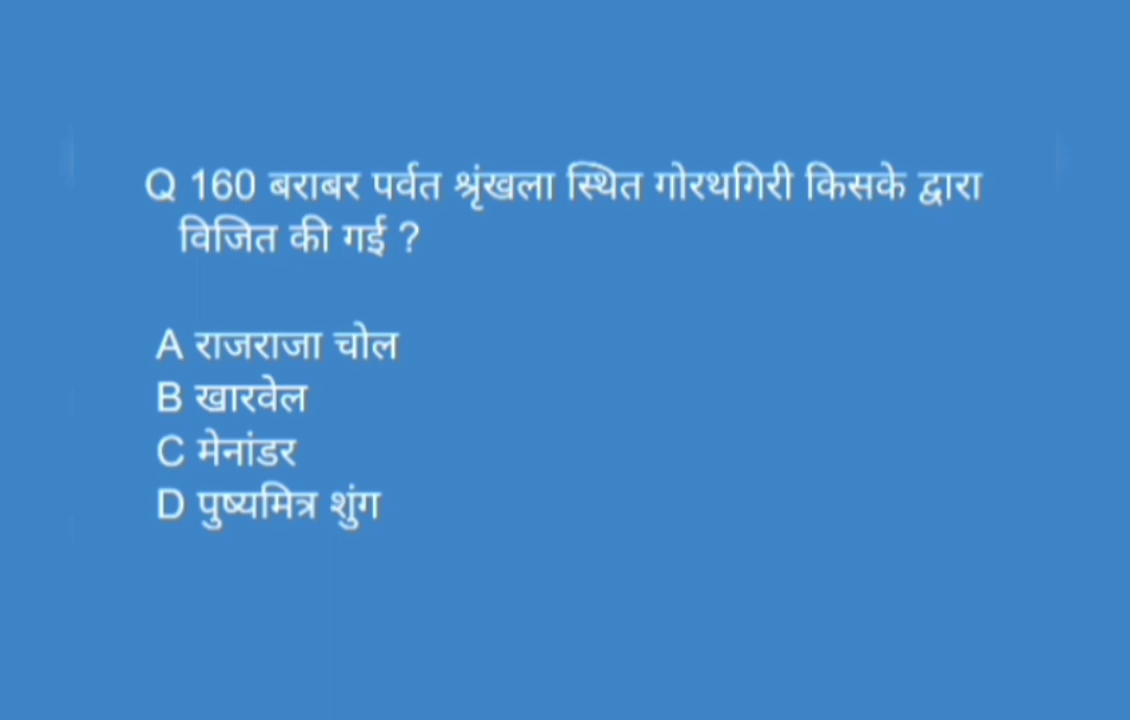 Q 160 बराबर पर्वत श्रृंखला स्थित गोरथगिरी किसके द्वारा
विजित की गई ?
A राजराजा चोल
B खारवेल
C मेनांडर
D पुष्यमित्र शुंग